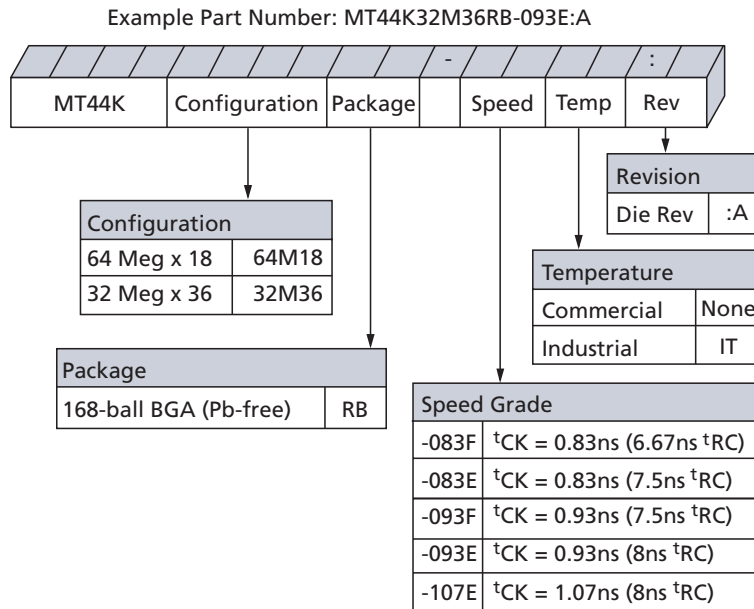 Example Part Number: MT44K32M36RB-093E:A
- :
MT44K Configuration Package Speed Temp Rev
Revision
Die Rev :A
Configuration
64 Meg x 18 64M18
32 Meg x 36 32M36
Temperature
Commercial None
Industrial IT
Package
168-ball BGA (Pb-free) RB
Speed Grade
-083F tCK = 0.83ns (6.67ns tRC)
-083E tCK = 0.83ns (7.5ns tRC)
-093F tCK = 0.93ns (7.5ns tRC)
-093E tCK = 0.93ns (8ns tRC)
-107E tCK = 1.07ns (8ns tRC)